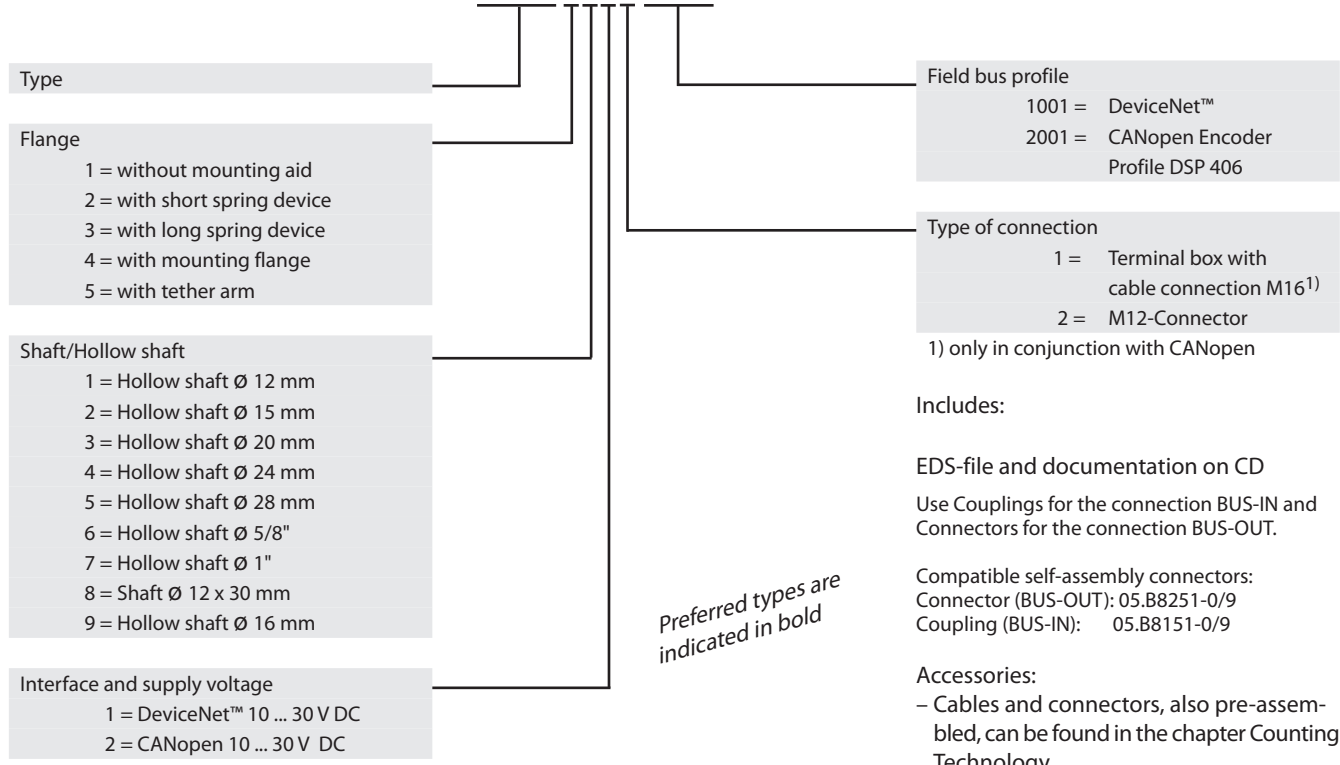 Type
Flange
1 = without mounting aid
2 = with short spring device
3 = with long spring device
4 = with mounting flange
5 = with tether arm
Shaft/Hollow shaft
1 = Hollow shaft Ø 12 mm
2 = Hollow shaft Ø 15 mm
3 = Hollow shaft Ø 20 mm
4 = Hollow shaft Ø 24 mm
5 = Hollow shaft Ø 28 mm
6 = Hollow shaft Ø 5/8"
7 = Hollow shaft Ø 1"
8 = Shaft Ø 12 x 30 mm
9 = Hollow shaft Ø 16 mm
Interface and supply voltage
1 = DeviceNet™ 10 ... 30 V DC
2 = CANopen 10 ... 30 V DC
Preferred types are
indicated in bold
Field bus profile
1001 = DeviceNet™
2001 = CANopen Encoder
Profile DSP 406
Type of connection
1 = Terminal box with
cable connection M16 1)
2 = M12-Connector
1) only in conjunction with CANopen
Includes:
EDS-file and documentation on CD
Use Couplings for the connection BUS-IN and
Connectors for the connection BUS-OUT.
Compatible self-assembly connectors:
Connector (BUS-OUT): 05.B8251-0/9
Coupling (BUS-IN): 05.B8151-0/9
Accessories:
– Cables and connectors, also pre-assem-
bled, can be found in the chapter Counting
Technology